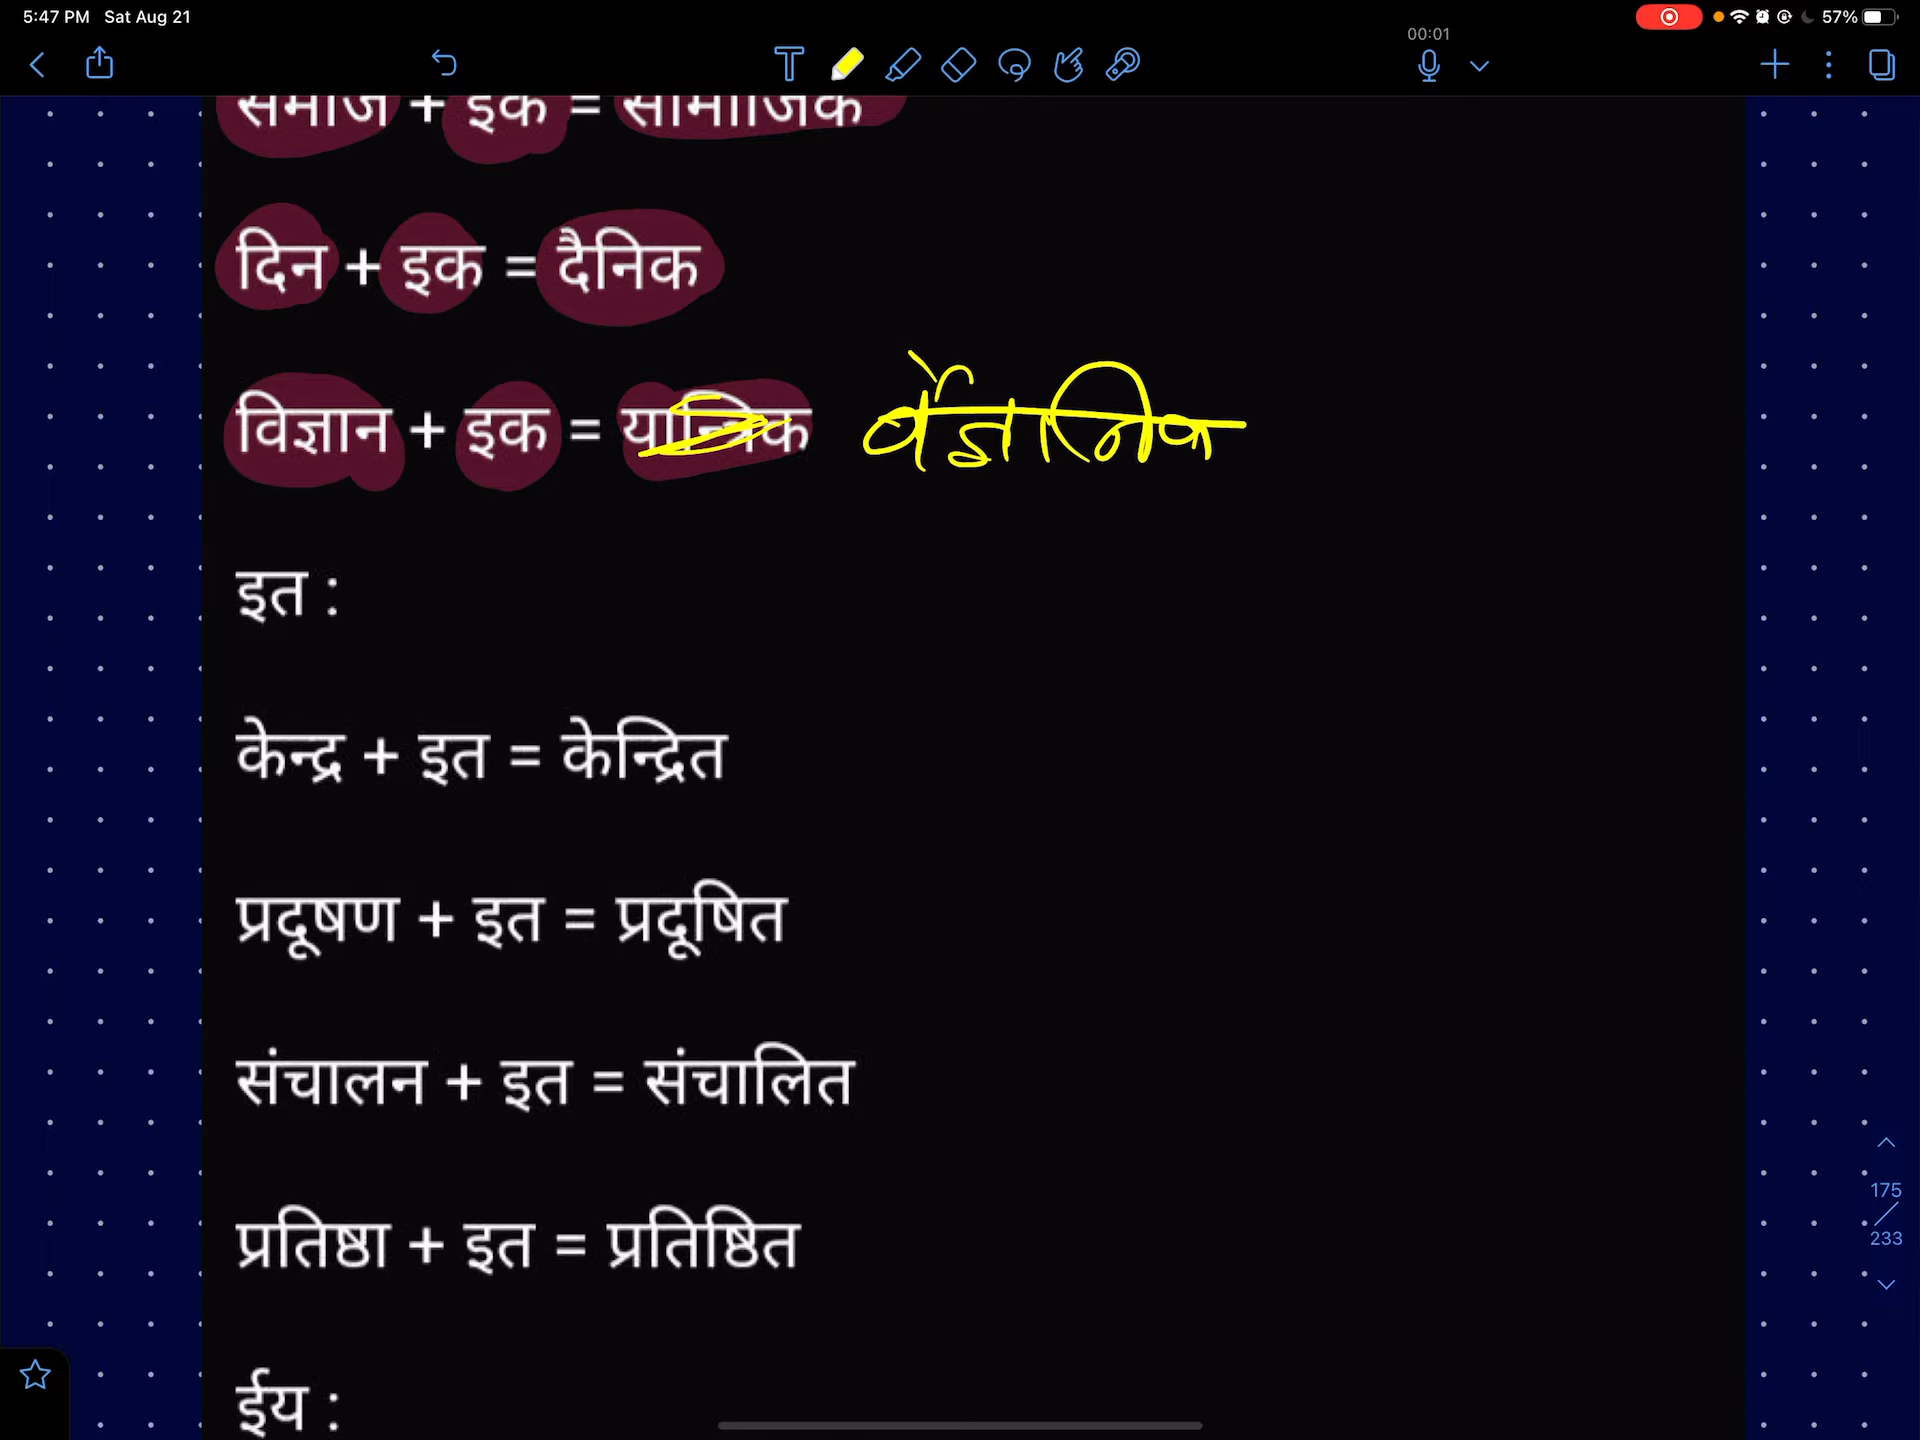 5:47 PM Sat Aug 21 57%
00:01
समाज + इक = सामाजिक
दिन + इक = दैनिक
विज्ञान + इक = यान्त्रिक वैज्ञानिक
इत :
केन्द्र + इत = केन्द्रित
प्रदूषण + इत = प्रदूषित
संचालन + इत = संचालित
प्रतिष्ठा + इत = प्रतिष्ठित
ईय :
175
233